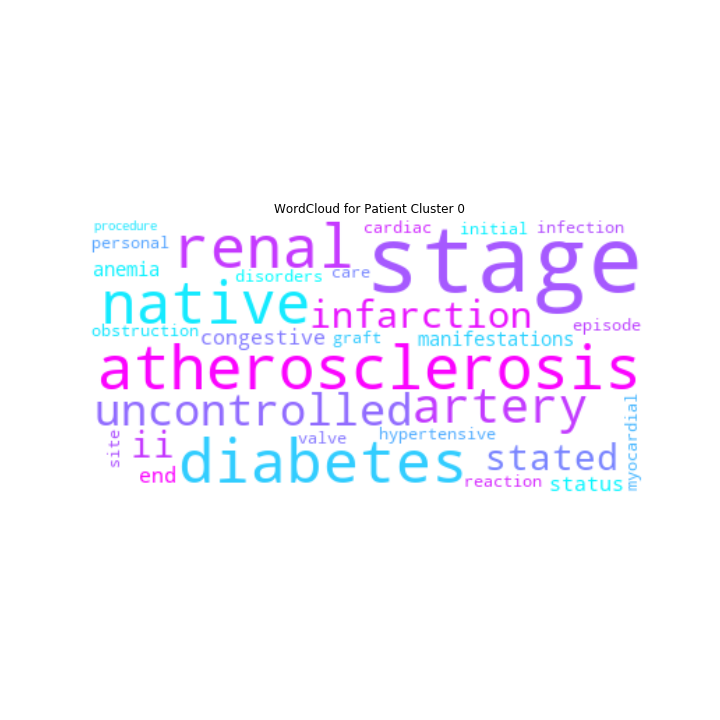 WordCloud for Patient Cluster 0
procedure
cardiac
initial
infection
personal
renal
stage
anemia
disorders
care
native
infarction
episode
obstruction
congestive
graft
manifestations
atherosclerosis
uncontrolled
artery
myocardial
site
ii
valve
hypertensive
diabetes
stated
end
reaction
status